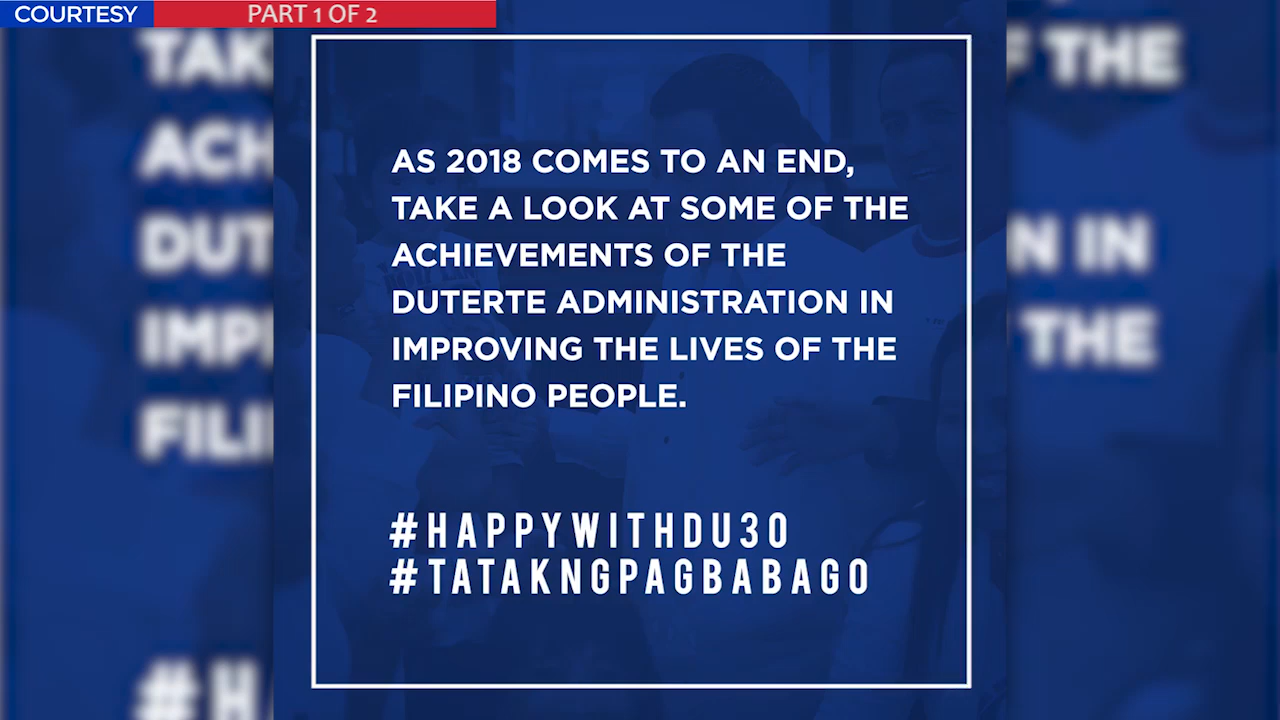 COURTESY
PART 1 OF 2
AS 2018 COMES TO AN END,
TAKE A LOOK AT SOME OF THE
ACHIEVEMENTS OF THE
DUTERTE ADMINISTRATION IN
IMPROVING THE LIVES OF THE
FILIPINO PEOPLE.
#HAPPYWITHDU30
#TATAKNGPAGBABAGO